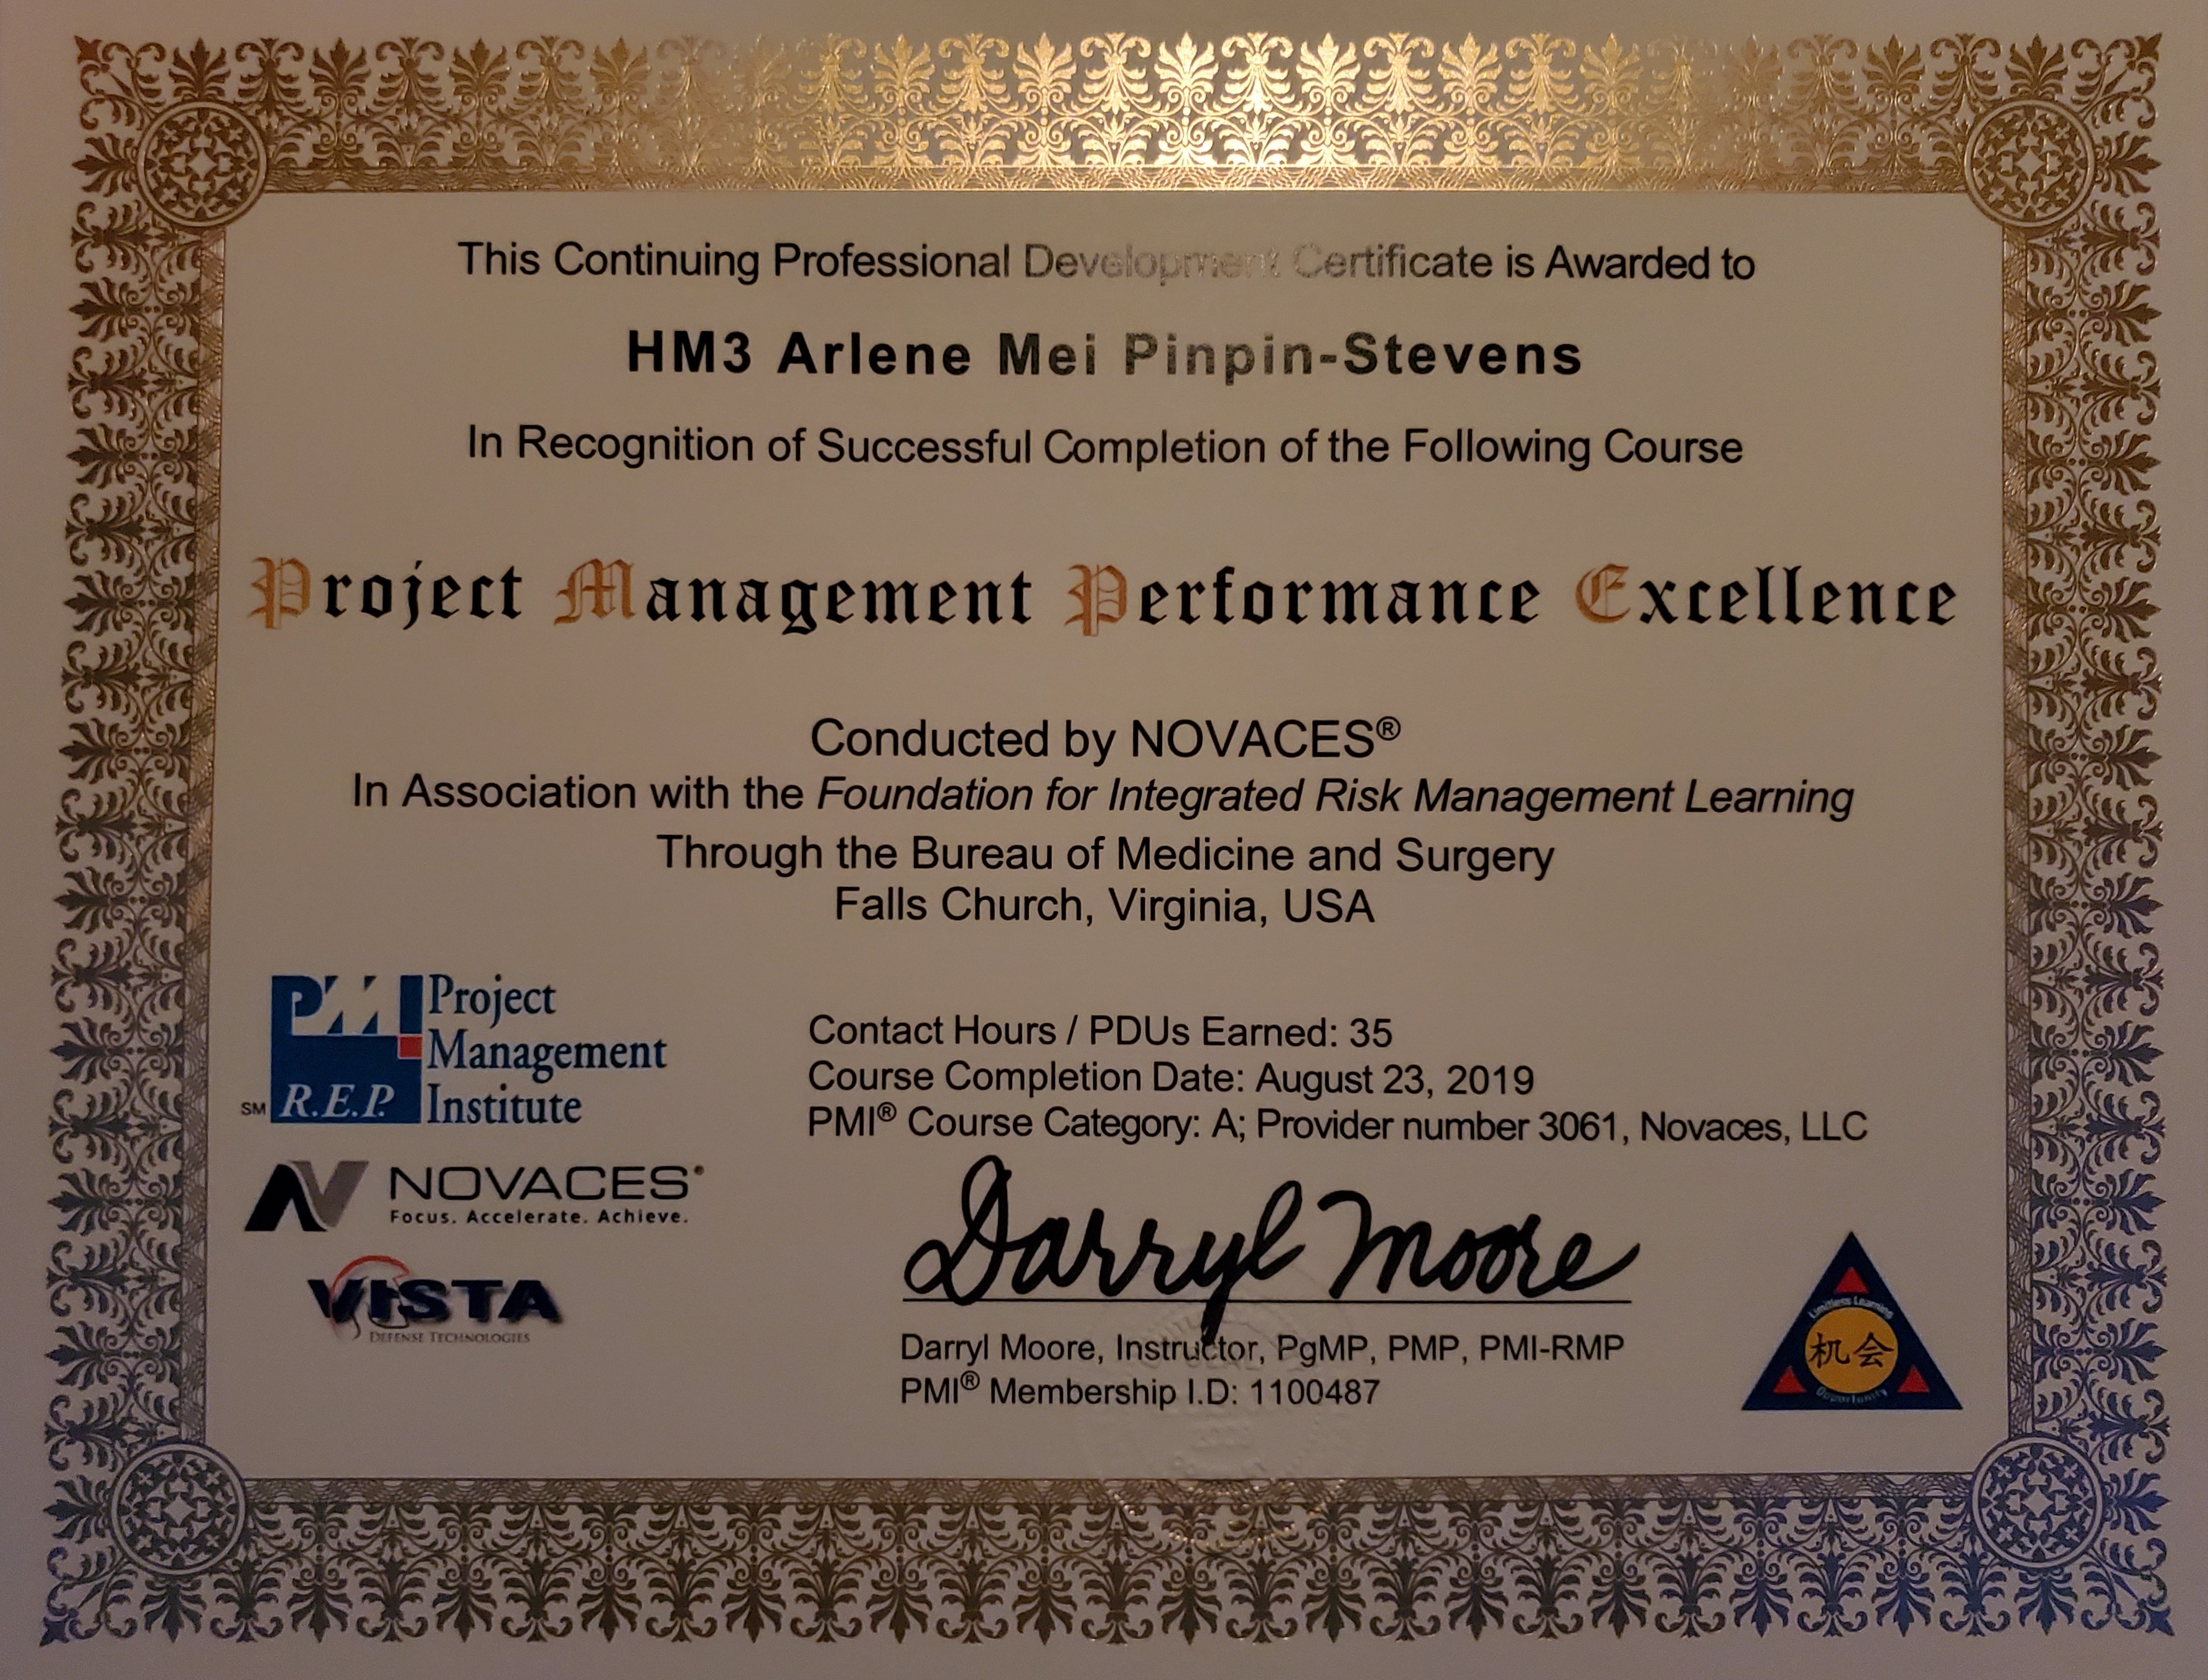 This Continuing Professional Development Certificate is Awarded to
HM3 Arlene Mei Pinpin-Stevens
In Recognition of Successful Completion of the Following Course
Project Management Performance Excellence
Conducted by NOVACES®
In Association with the Foundation for Integrated Risk Management Learning
Through the Bureau of Medicine and Surgery
Falls Church, Virginia, USA
PMI Project
Management
SM R.E.P. Institute
Contact Hours / PDUs Earned: 35
Course Completion Date: August 23, 2019
PMI® Course Category: A; Provider number 3061, Novaces, LLC
NOVACES®
Focus. Accelerate. Achieve.
VISTA
DEFENSE TECHNOLOGIES
Darryl Moore
Darryl Moore, Instructor, PgMP, PMP, PMI-RMP
PMI® Membership I.D: 1100487
Limitless Learning
机会
Opportunity